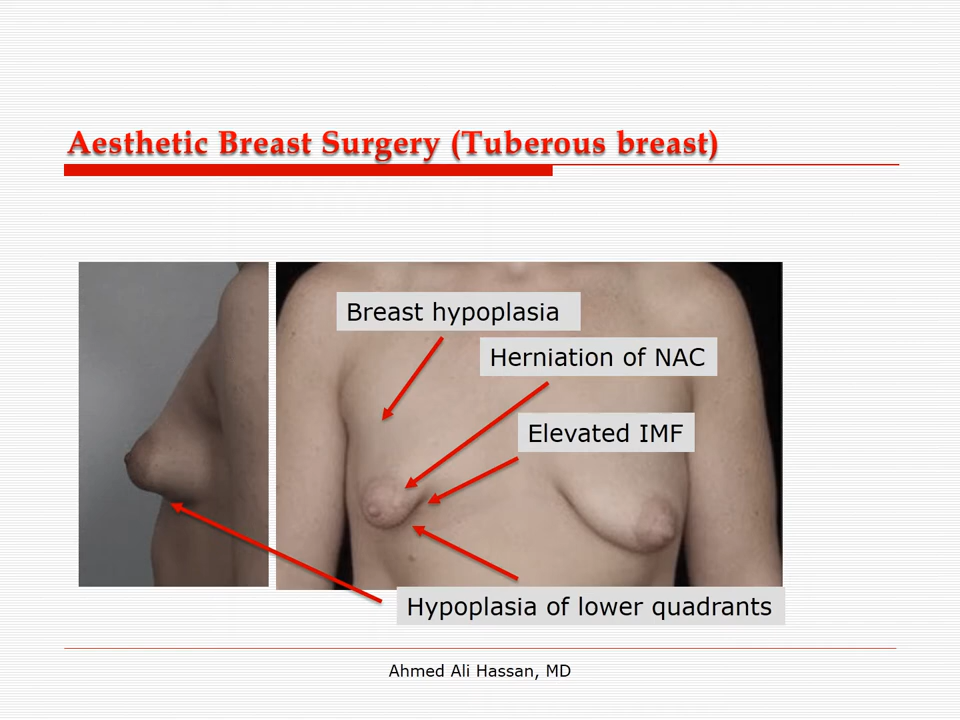 Aesthetic Breast Surgery (Tuberous breast)
Breast hypoplasia
Herniation of NAC
Elevated IMF
Hypoplasia of lower quadrants
Ahmed Ali Hassan, MD